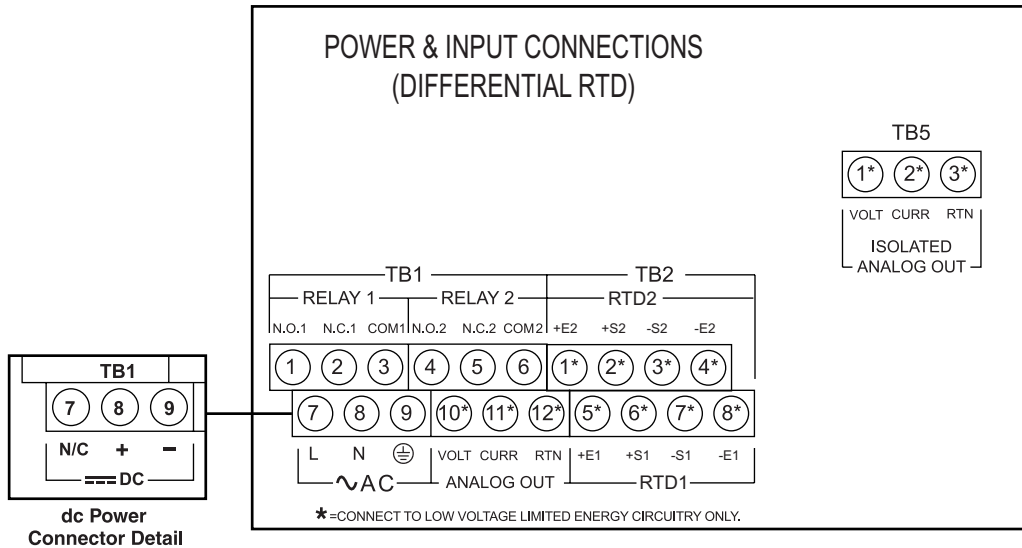 POWER & INPUT CONNECTIONS
(DIFFERENTIAL RTD)
TB5
1* 2* 3*
VOLT CURR RTN
ISOLATED
ANALOG OUT
TB1 TB2
RELAY 1 RELAY 2 RTD2
N.O.1 N.C.1 COM1 N.O.2 N.C.2 COM2 +E2 +S2 -S2 -E2
1 2 3 4 5 6 1* 2* 3* 4*
7 8 9 10* 11* 12* 5* 6* 7* 8*
L N VOLT CURR RTN +E1 +S1 -S1 -E1
~AC ANALOG OUT RTD1
*=CONNECT TO LOW VOLTAGE LIMITED ENERGY CIRCUITRY ONLY.
TB1
7 8 9
N/C + −
DC
dc Power
Connector Detail